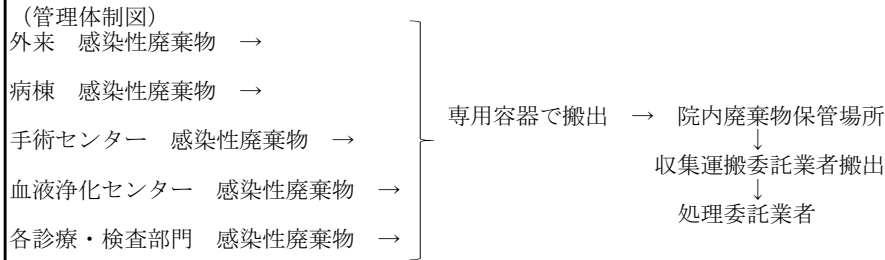 （管理体制図）
外来　感染性廃棄物　→
病棟　感染性廃棄物　→
手術センター　感染性廃棄物　→
血液浄化センター　感染性廃棄物　→
各診療・検査部門　感染性廃棄物　→
専用容器で搬出　→　院内廃棄物保管場所
↓
収集運搬委託業者搬出
↓
処理委託業者